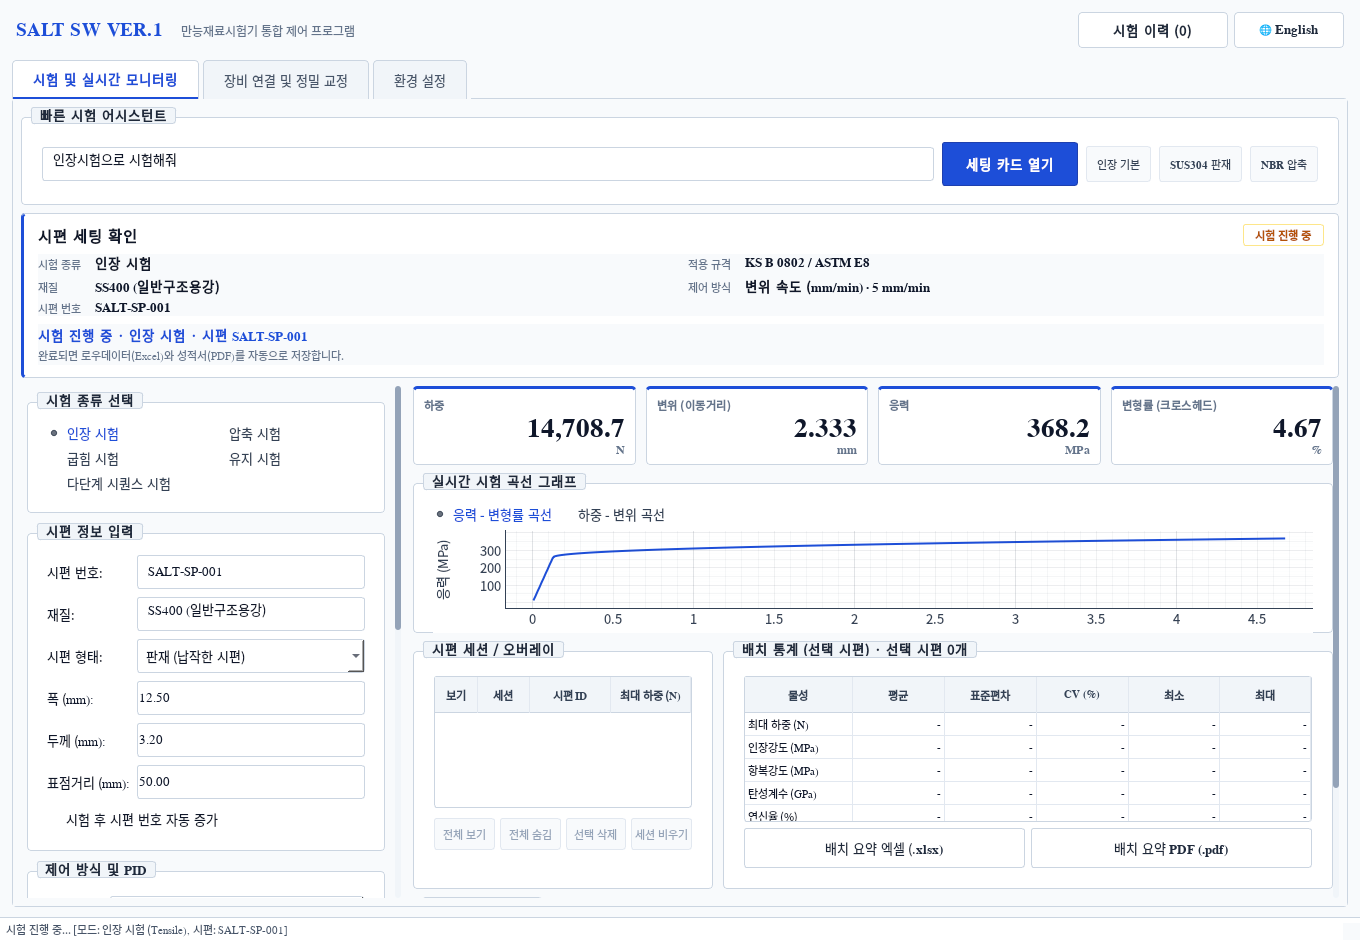 SALT SW VER.1 만능재료시험기 통합 제어 프로그램
시험 이력 (0)
🌐 English
시험 및 실시간 모니터링
장비 연결 및 정밀 교정
환경 설정
빠른 시험 어시스턴트
인장시험으로 시험해줘
세팅 카드 열기
인장 기본
SUS304 판재
NBR 압축
시편 세팅 확인
시험 진행 중
시험 종류 인장 시험
적용 규격 KS B 0802 / ASTM E8
재질 SS400 (일반구조용강)
제어 방식 변위 속도 (mm/min) · 5 mm/min
시편 번호 SALT-SP-001
시험 진행 중 · 인장 시험 · 시편 SALT-SP-001
완료되면 로우데이터(Excel)와 성적서(PDF)를 자동으로 저장합니다.
시험 종류 선택
인장 시험
압축 시험
굽힘 시험
유지 시험
다단계 시퀀스 시험
시편 정보 입력
시편 번호: SALT-SP-001
재질: SS400 (일반구조용강)
시편 형태: 판재 (납작한 시편)
폭 (mm): 12.50
두께 (mm): 3.20
표점거리 (mm): 50.00
시험 후 시편 번호 자동 증가
제어 방식 및 PID
하중
14,708.7
N
변위 (이동거리)
2.333
mm
응력
368.2
MPa
변형률 (크로스헤드)
4.67
%
실시간 시험 곡선 그래프
응력 - 변형률 곡선
하중 - 변위 곡선
응력 (MPa)
300
200
100
0 0.5 1 1.5 2 2.5 3 3.5 4 4.5
시편 세션 / 오버레이
보기 세션 시편 ID 최대 하중 (N)
전체 보기
전체 숨김
선택 삭제
세션 비우기
배치 통계 (선택 시편) · 선택 시편 0개
물성 평균 표준편차 CV (%) 최소 최대
최대 하중 (N) - - - - -
인장강도 (MPa) - - - - -
항복강도 (MPa) - - - - -
탄성계수 (GPa) - - - - -
연신율 (%) - - - - -
배치 요약 엑셀 (.xlsx)
배치 요약 PDF (.pdf)
시험 진행 중... [모드: 인장 시험 (Tensile), 시편: SALT-SP-001]